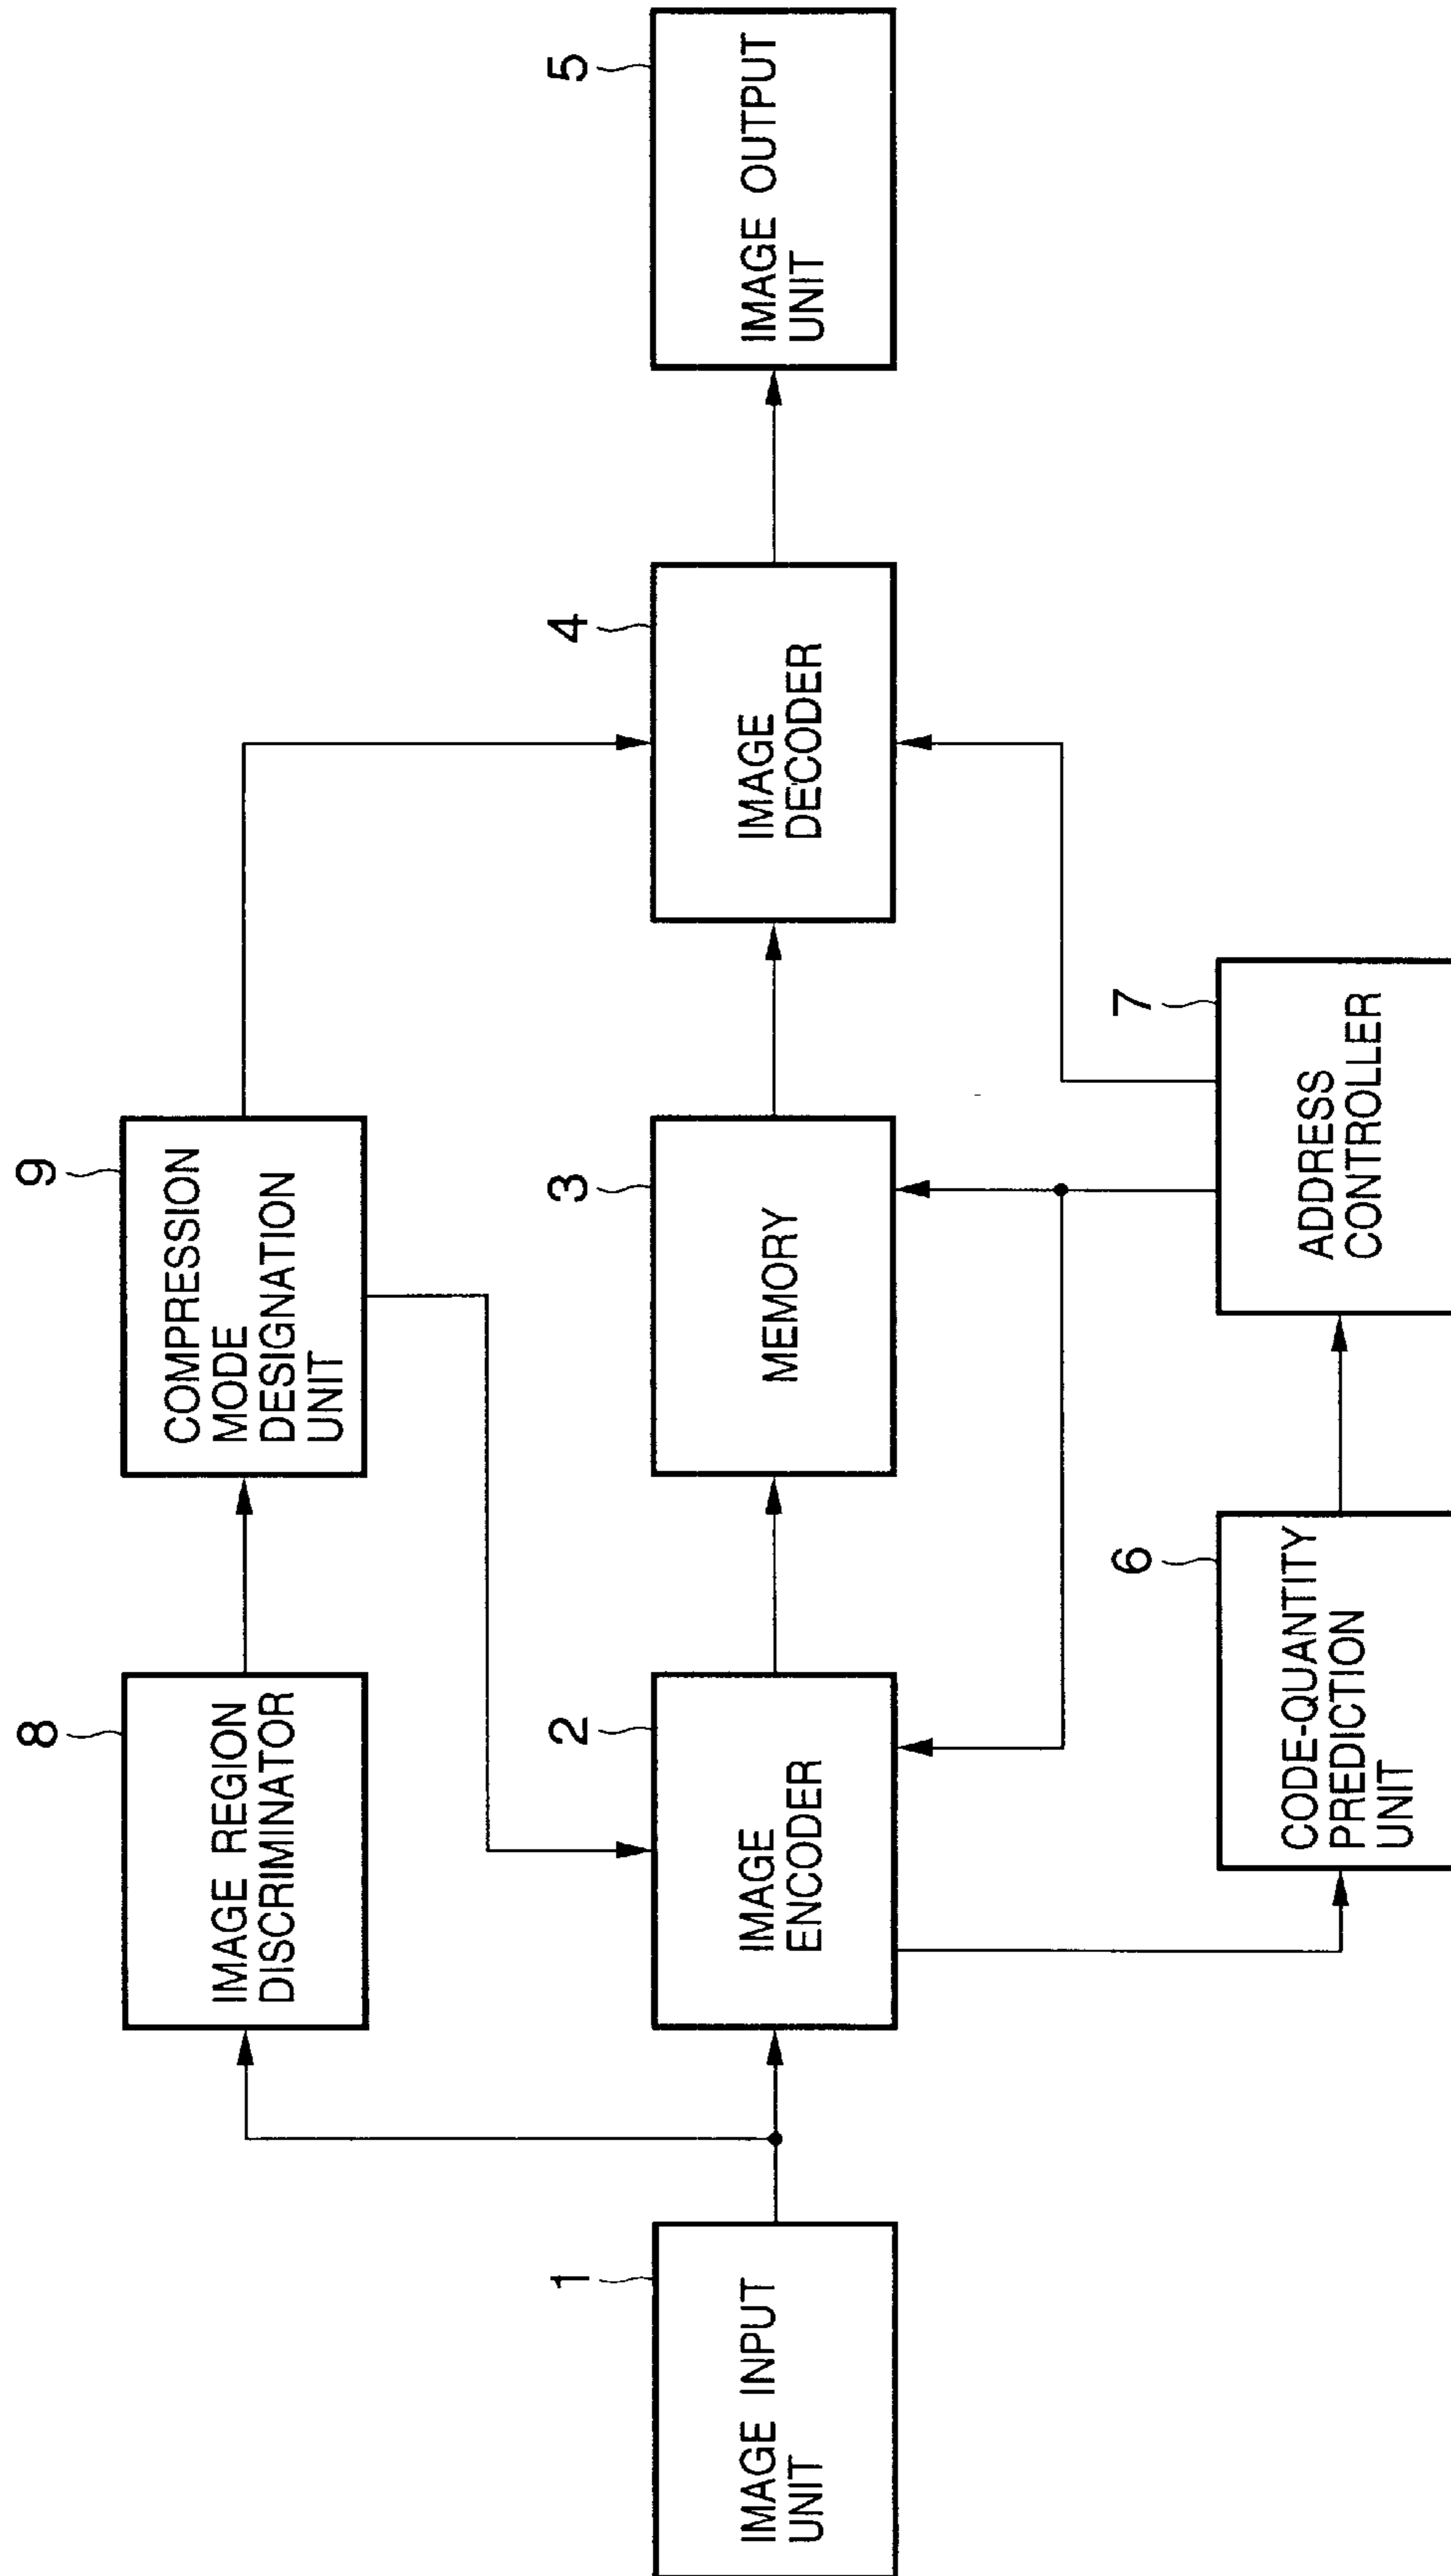 8
IMAGE REGION
DISCRIMINATOR
9
COMPRESSION
MODE
DESIGNATION
UNIT
1
IMAGE INPUT
UNIT
2
IMAGE
ENCODER
3
MEMORY
4
IMAGE
DECODER
5
IMAGE OUTPUT
UNIT
6
CODE-QUANTITY
PREDICTION
UNIT
7
ADDRESS
CONTROLLER